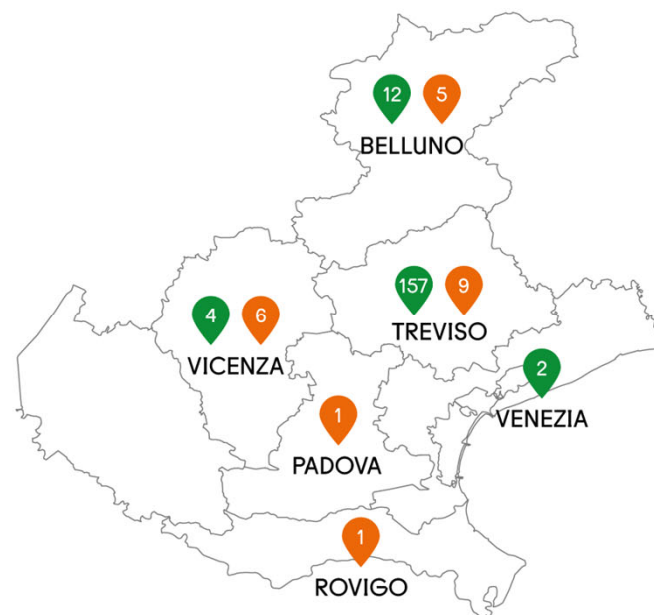 12 5
BELLUNO
157 9
TREVISO
4 6
VICENZA
2
VENEZIA
1
PADOVA
1
ROVIGO